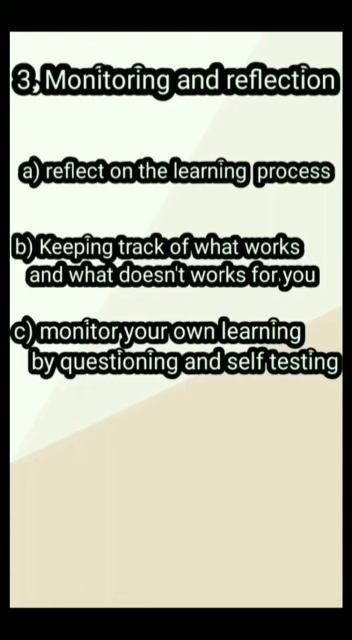 3, Monitoring and reflection
a) reflect on the learning process
b) Keeping track of what works
and what doesn't works for you
c) monitor your own learning
by questioning and self testing